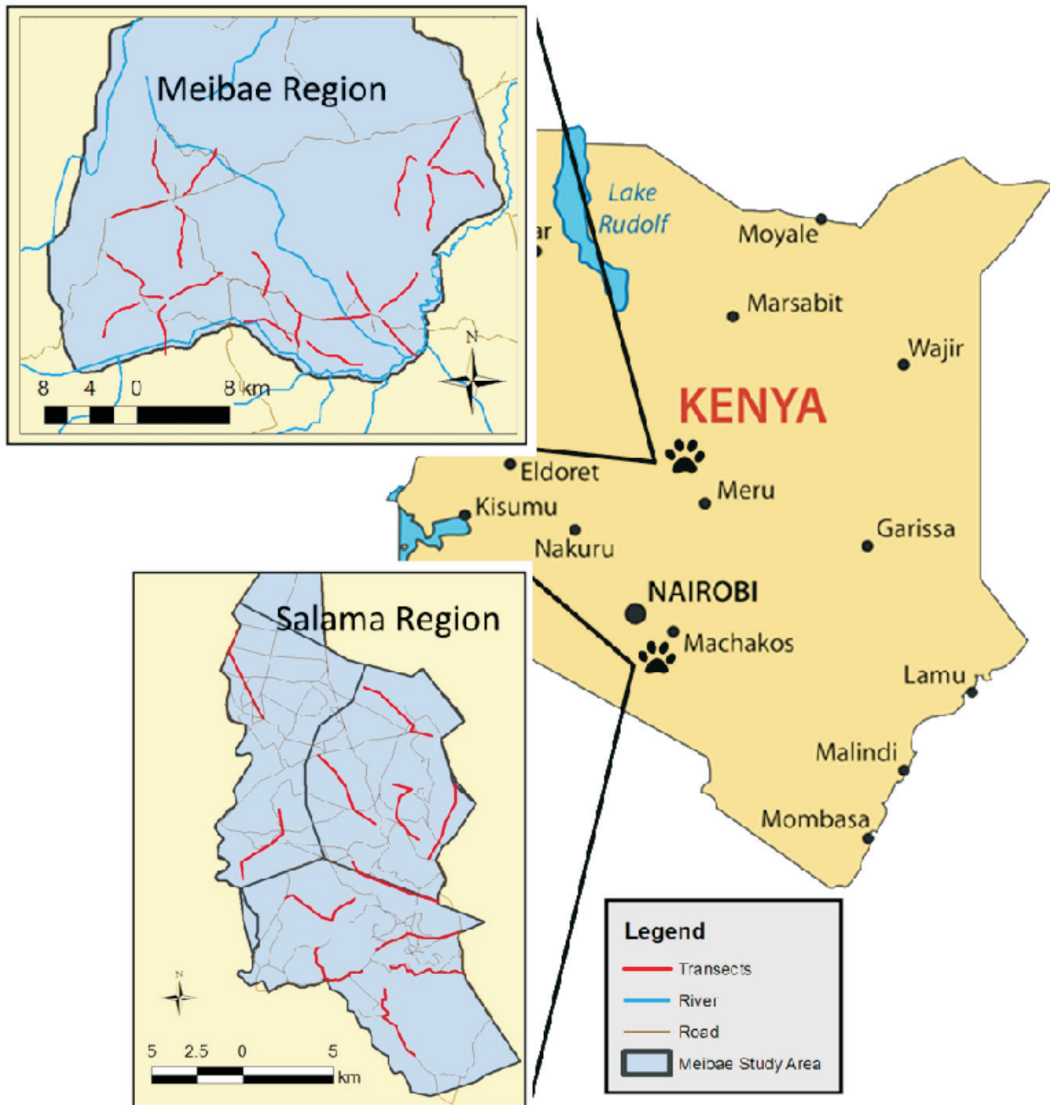 Meibae Region
N
8 4 0 8 km
Lake
Rudolf
ar
Moyale
Marsabit
Wajir
KENYA
Eldoret
Meru
Kisumu
Nakuru
Garissa
NAIROBI
Machakos
Lamu
Malindi
Mombasa
Salama Region
N
5 2.5 0 5
km
Legend
Transects
River
Road
Meibae Study Area